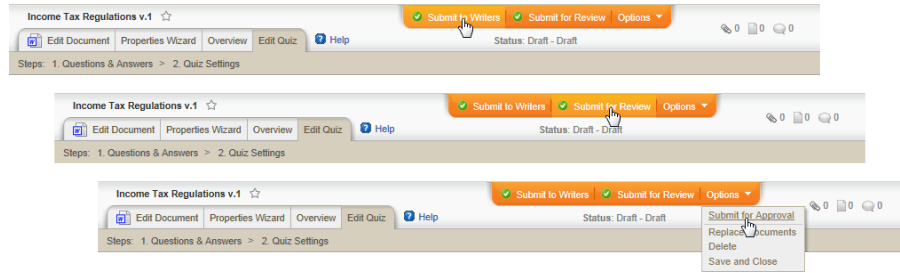 Income Tax Regulations v.1 Submit to Writers Submit for Review Options
Edit Document Properties Wizard Overview Edit Quiz Help Status: Draft - Draft 0 0 0
Steps: 1. Questions & Answers > 2. Quiz Settings
Income Tax Regulations v.1 Submit to Writers Submit for Review Options
Edit Document Properties Wizard Overview Edit Quiz Help Status: Draft - Draft 0 0 0
Steps: 1. Questions & Answers > 2. Quiz Settings
Income Tax Regulations v.1 Submit to Writers Submit for Review Options
Edit Document Properties Wizard Overview Edit Quiz Help Status: Draft - Draft 0 0 0
Submit for Approval
Steps: 1. Questions & Answers > 2. Quiz Settings
Replace Documents
Delete
Save and Close